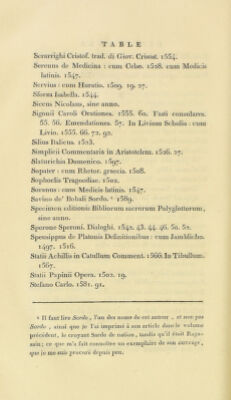 TABLE
Serarrighi Cristof. trad. di Giov. Criscat. 1554.
Serenus de Medicina : cum Celso. 1528. cum Medicis
latinis. 1547.
Servius : cum Horatio. 1509. 19. 27.
Sforza Isabella. 1544.
Siccus Nicolaus, sine anno.
Sigonii Caroli Orationes. 1555. 60. Fasti consulares.
55. 56. Emendationes. 57. In Livium Scholia : cum
Livio. 1555. 66. 72. 92.
Silius Italicus. 1523.
Simplicii Commentarii in Aristotelem. 1526. 27.
Slaturichis Domenico. 1597.
Sopater : cum Rhetor. graecis. 1508.
Sophoclis Tragoediae. 1502.
Soranus : cum Medicis latinis. 1547.
Savino de' Bobali Sordo. * 1589.
Specimen editionis Bibliorum sacrorum Polyglottorum,
sine anno.
Sperone Speroni. Dialoghi. 1542. 43. 44. 46. 50. 52.
Speusippus de Platonis Definitionibus : cum Jamblicho.
1497. 1516.
Statii Achillis in Catullum Comment. 1566. In Tibullum.
1567.
Statii Papinii Opera. 1502. 19.
Stefano Carlo. 1581. 91.
* Il faut lire Sordo, l'un des noms de cet auteur, et non pas
Sardo, ainsi que je l'ai imprimé à son article dans le volume
précédent, le croyant Sarde de nation, tandis qu'il étoit Ragu-
sain; ce que m'a fait connoître un exemplaire de son ouvrage,
que je me suis procuré depuis peu.